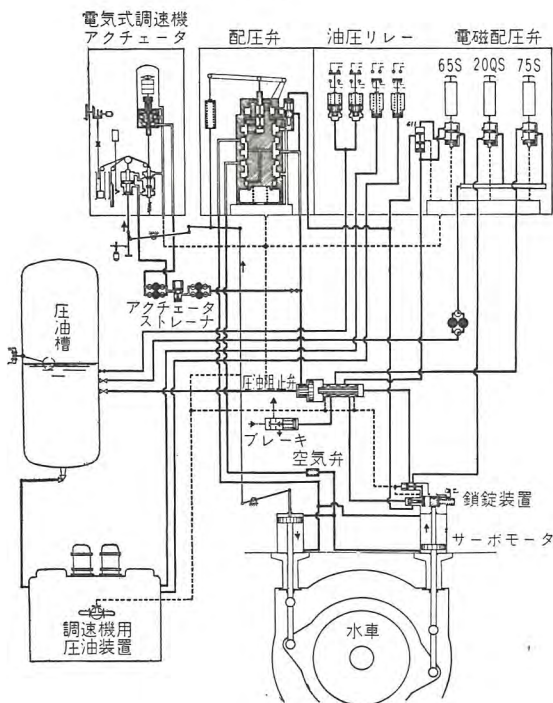 電気式調速機
アクチェータ
配圧弁
油圧リレー
電磁配圧弁
65S
20QS
75S
アクチェータ
ストレーナ
圧油槽
圧油阻止弁
ブレーキ
空気弁
鎖錠装置
サーボモータ
調速機用
圧油装置
水車